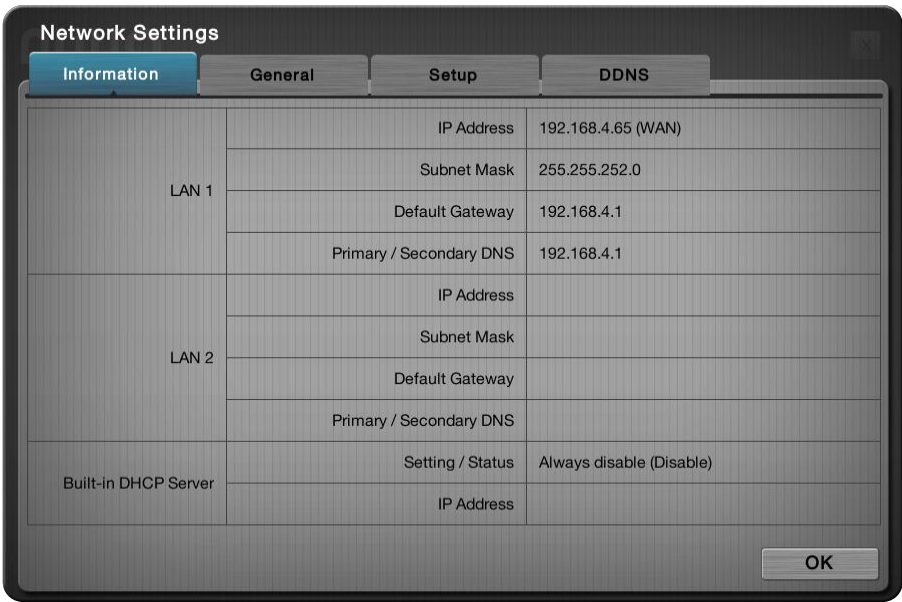 Network Settings
Information General Setup DDNS
LAN 1
IP Address 192.168.4.65 (WAN)
Subnet Mask 255.255.252.0
Default Gateway 192.168.4.1
Primary / Secondary DNS 192.168.4.1
LAN 2
IP Address
Subnet Mask
Default Gateway
Primary / Secondary DNS
Built-in DHCP Server
Setting / Status Always disable (Disable)
IP Address
OK